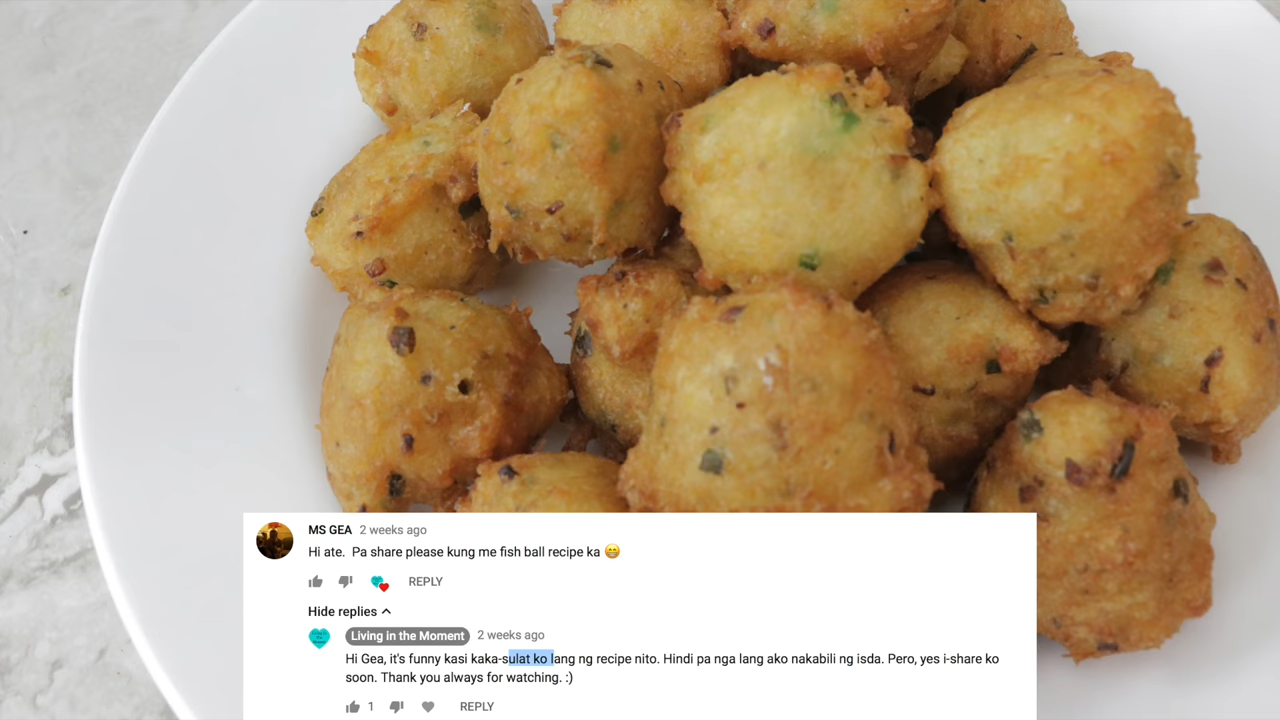 MS GEA 2 weeks ago
Hi ate. Pa share please kung me fish ball recipe ka 😁
REPLY
Hide replies
Living in the Moment 2 weeks ago
Hi Gea, it's funny kasi kaka-sulat ko lang ng recipe nito. Hindi pa nga lang ako nakabili ng isda. Pero, yes i-share ko
soon. Thank you always for watching. :)
1 REPLY